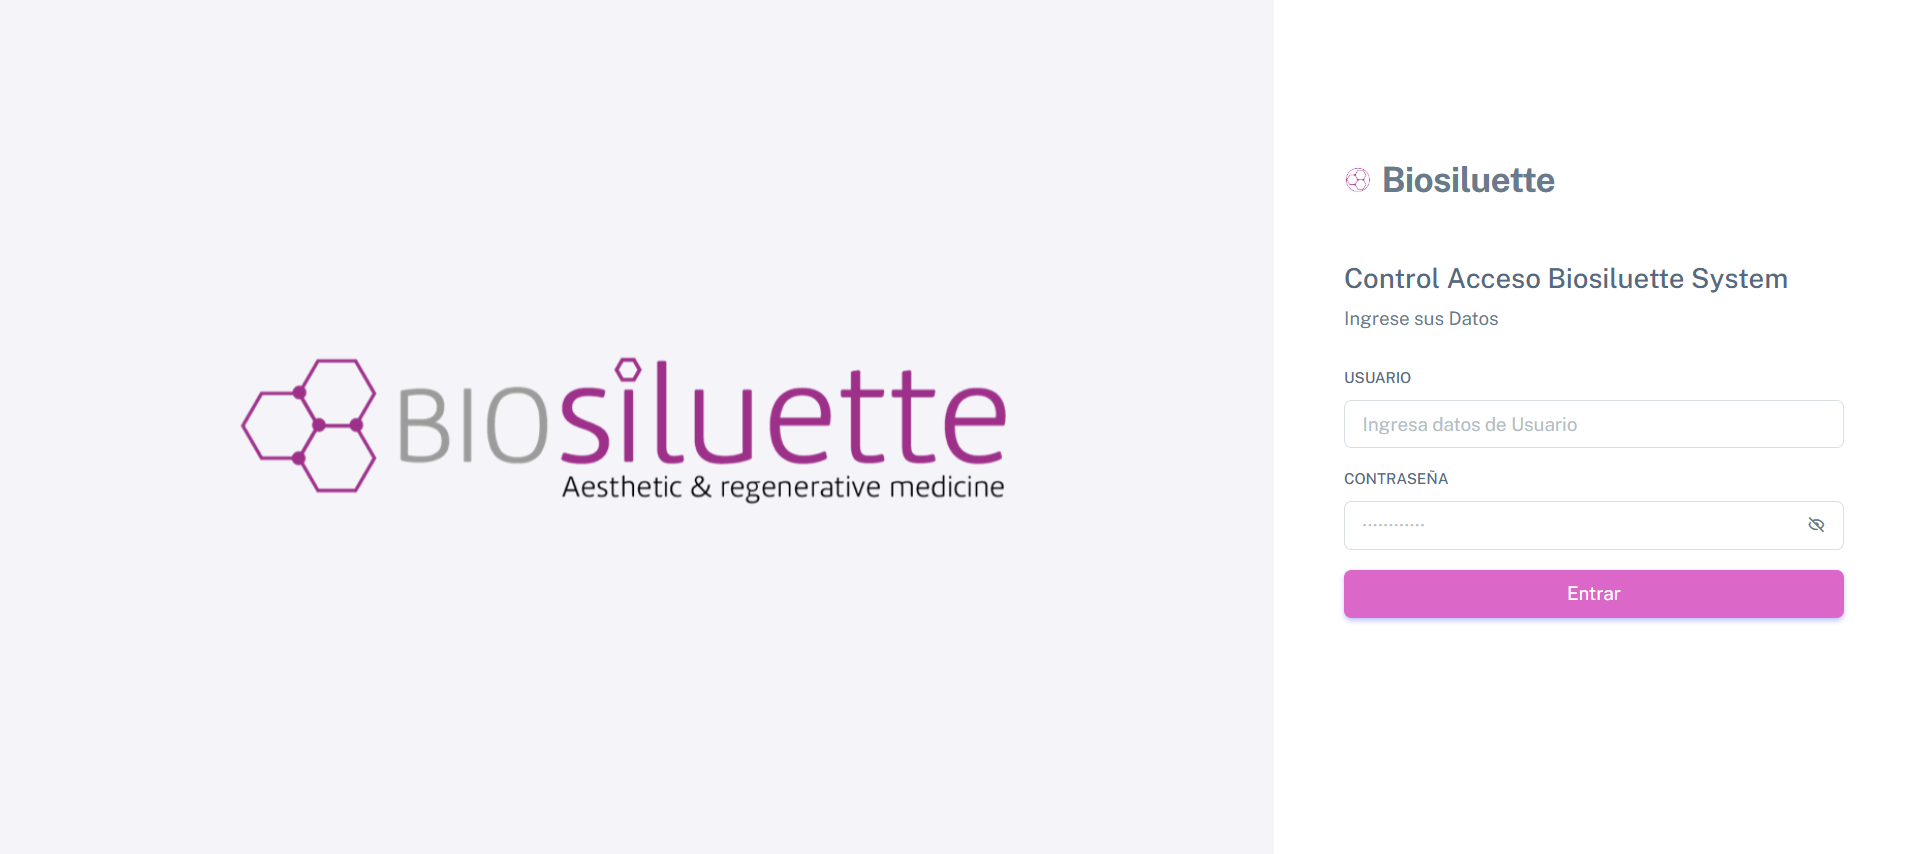 BIOsiluette
Aesthetic & regenerative medicine
Biosiluette
Control Acceso Biosiluette System
Ingrese sus Datos
USUARIO
Ingresa datos de Usuario
CONTRASEÑA
············
Entrar